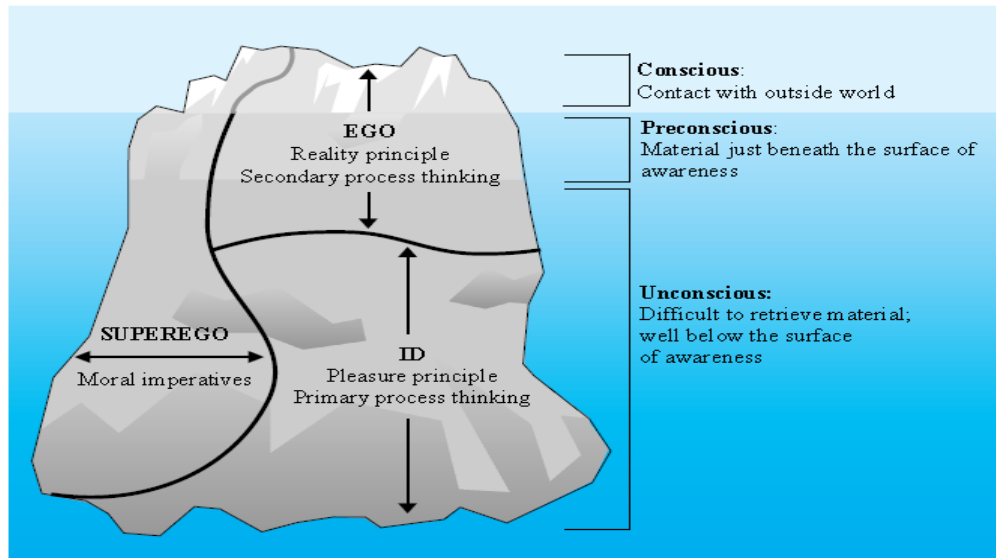 Conscious:
Contact with outside world
EGO
Reality principle
Secondary process thinking
Preconscious:
Material just beneath the surface of
awareness
SUPEREGO
Moral imperatives
ID
Pleasure principle
Primary process thinking
Unconscious:
Difficult to retrieve material;
well below the surface
of awareness